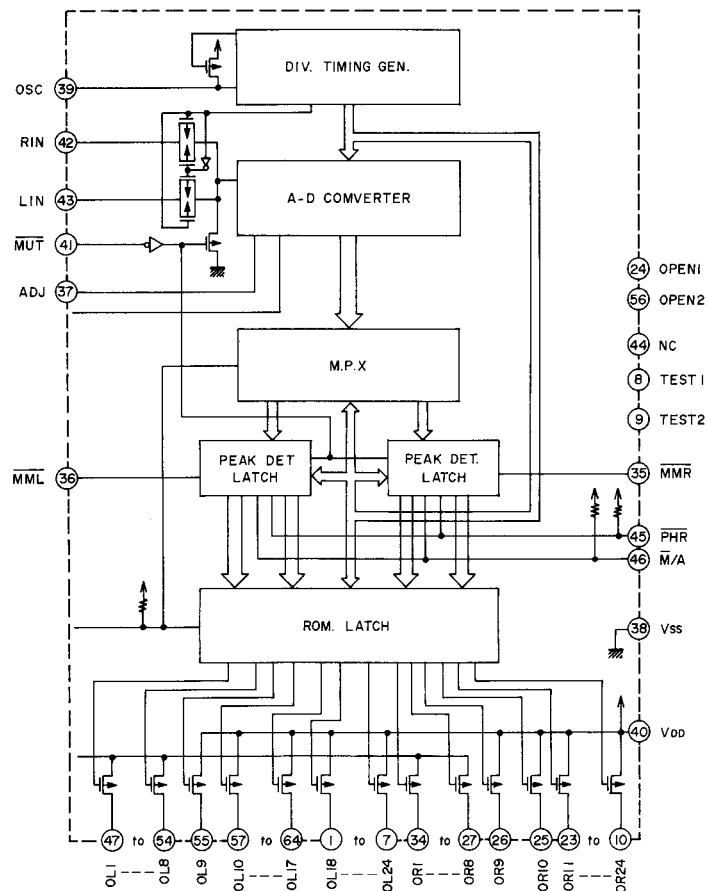 DIV. TIMING GEN.
OSC 39
RIN 42
LIN 43
A-D COMVERTER
MUT 41
ADJ 37
24 OPEN1
56 OPEN2
44 NC
8 TEST 1
9 TEST2
M.P.X
MML 36
PEAK DET
LATCH
PEAK DET.
LATCH
35 MMR
45 PHR
46 M/A
ROM. LATCH
38 VSS
40 VDD
47 to 54 55 57 to 64 1 to 7 34 to 27 26 25 23 to 10
OL1 OL8 OL9 OL10 OL17 OL18 OL24 OR1 OR8 OR9 OR10 OR11 OR24